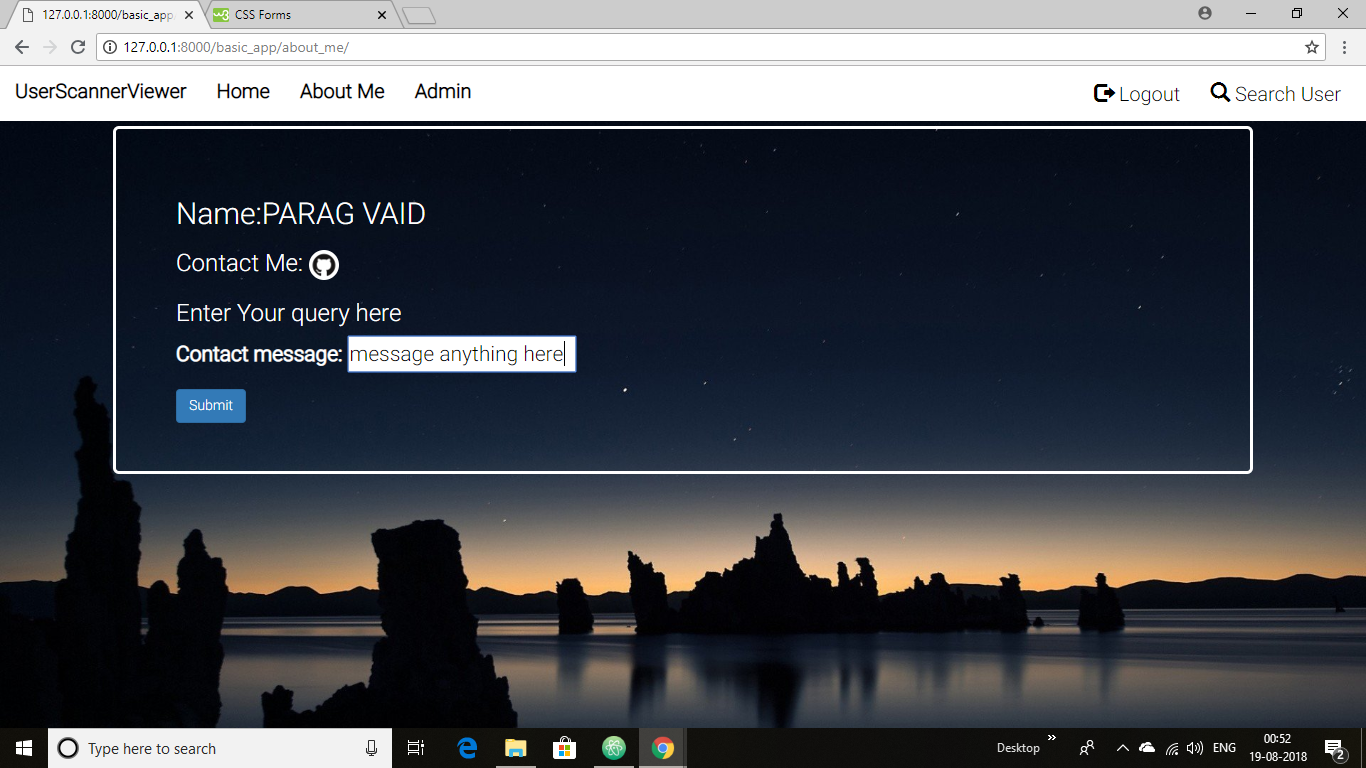 127.0.0.1:8000/basic_app
w3 CSS Forms
127.0.0.1:8000/basic_app/about_me/
UserScannerViewer Home About Me Admin Logout Search User
Name:PARAG VAID
Contact Me:
Enter Your query here
Contact message: message anything here
Submit
Type here to search
Desktop
ENG
00:52
19-08-2018
2